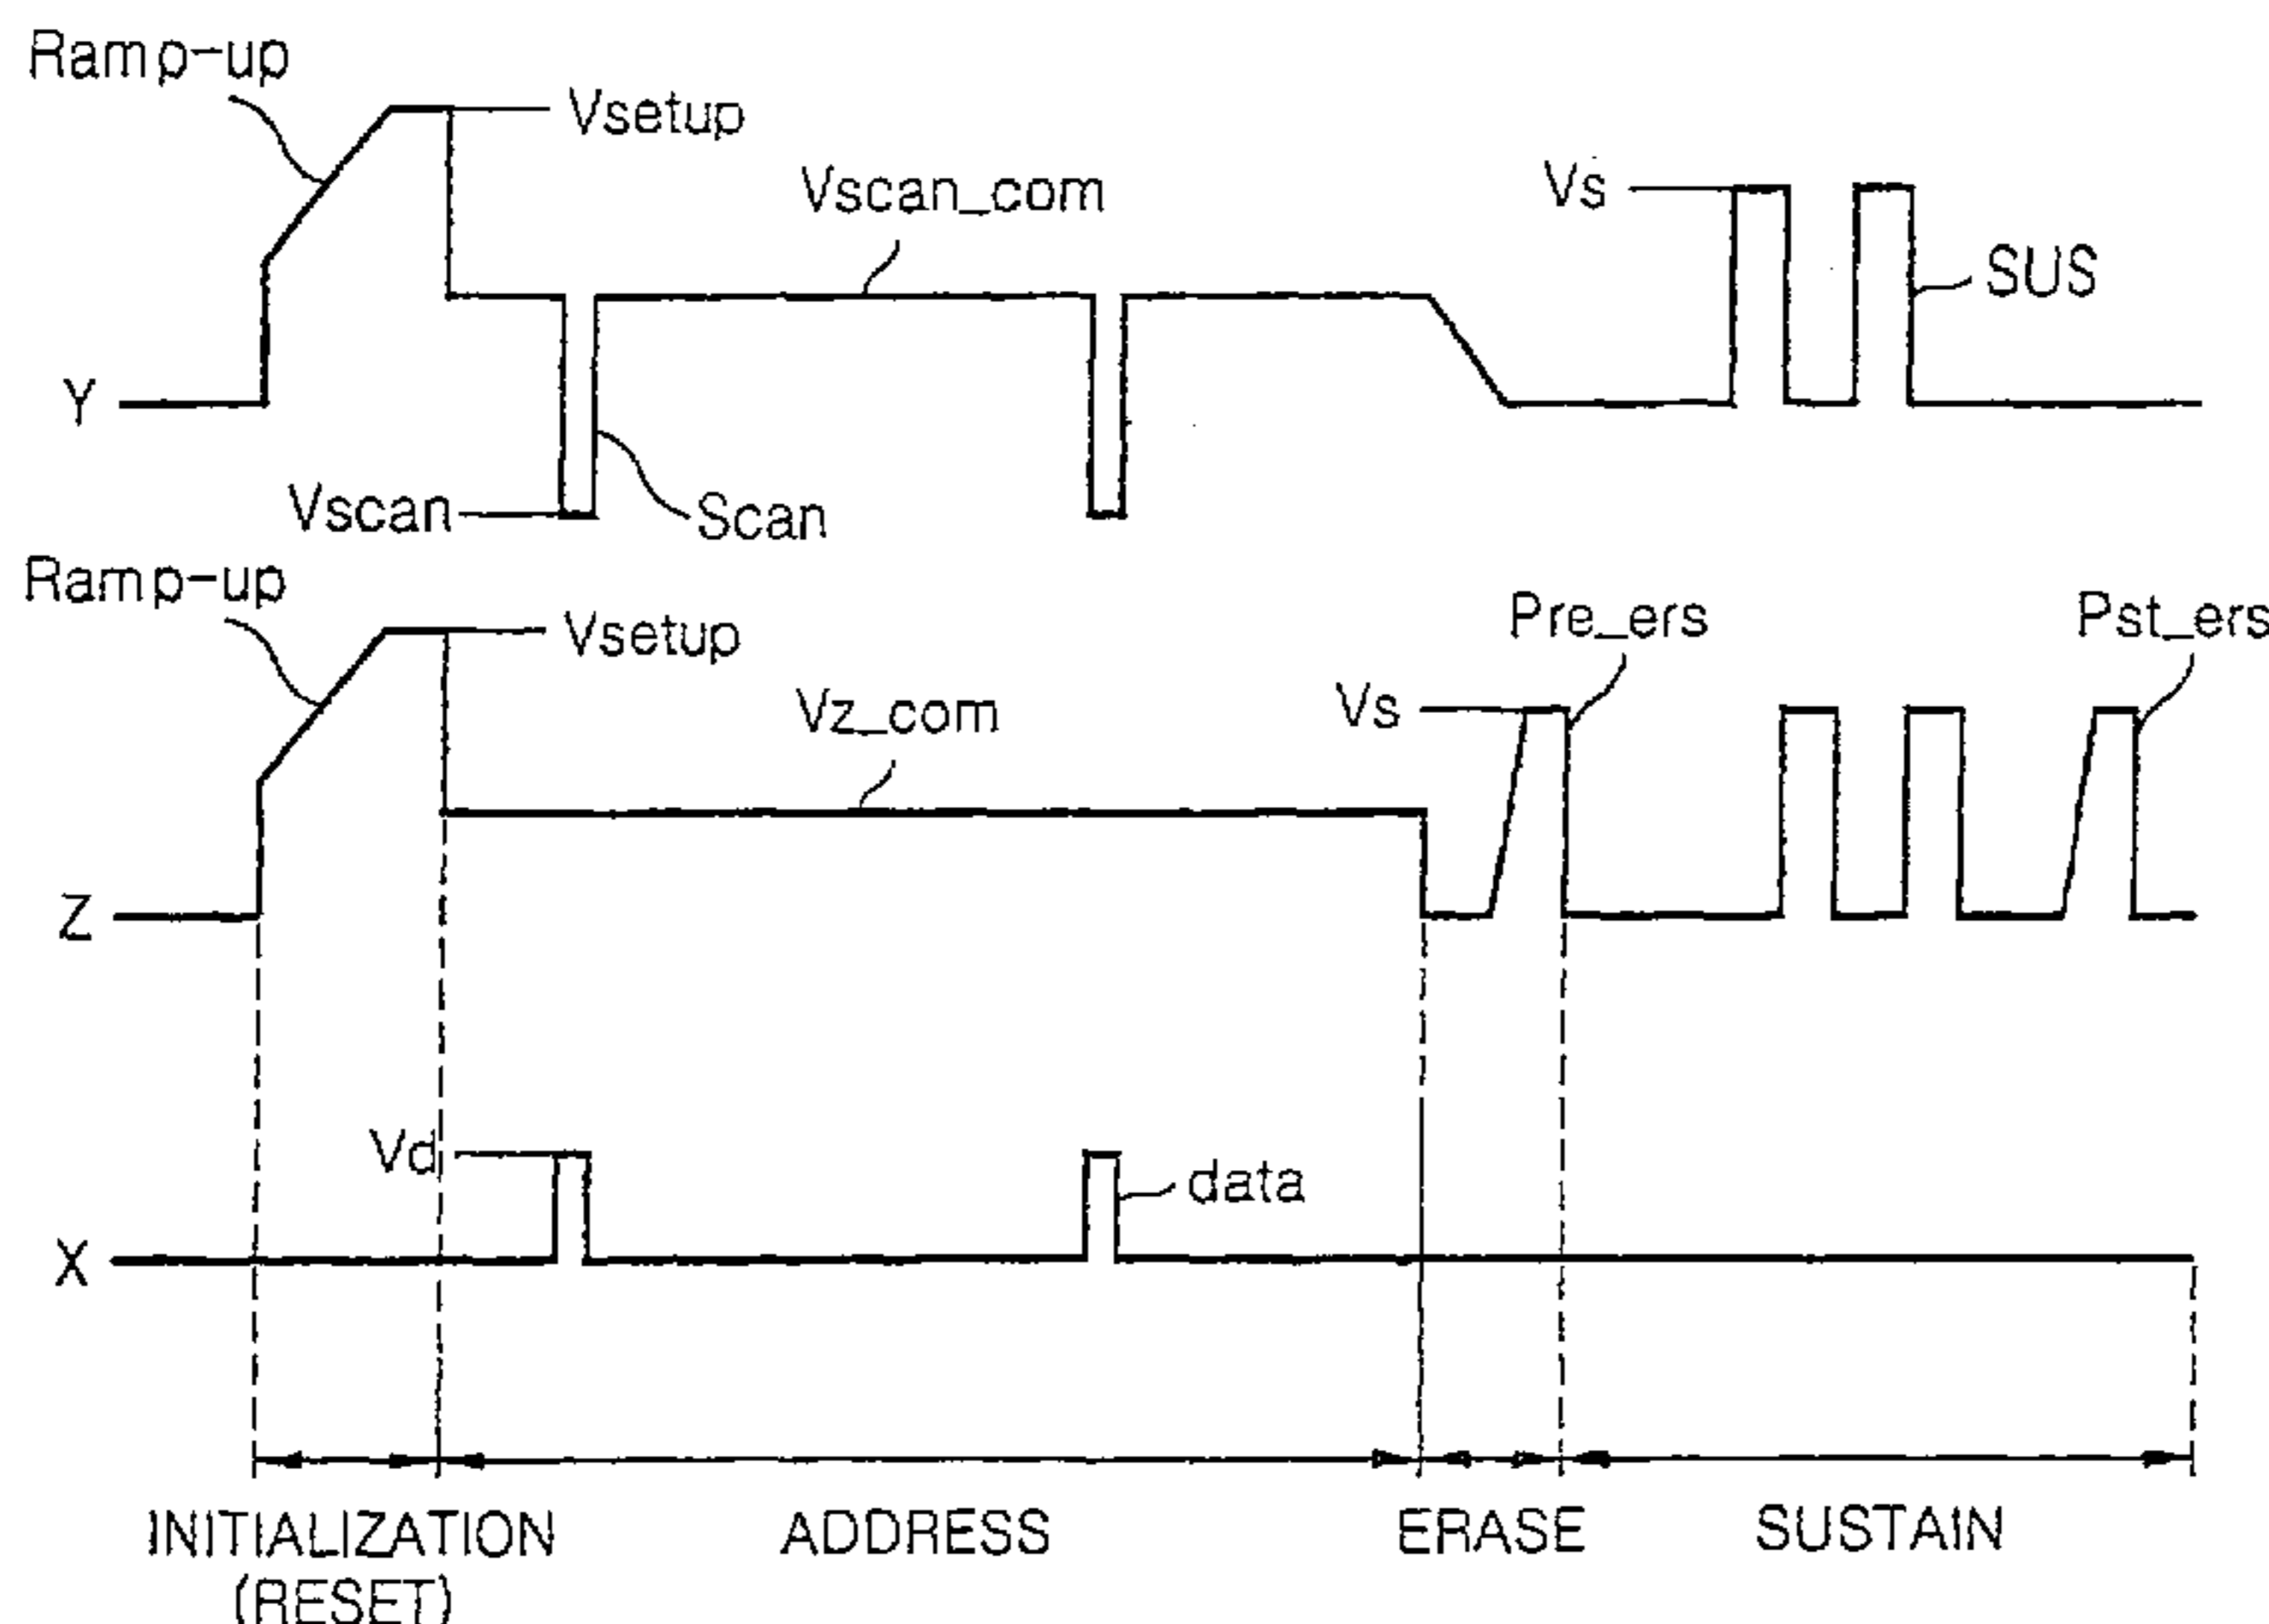 Ramp-up
Vsetup
Vscan_com
Vs
SUS
Y
Vscan
Scan
Ramp-up
Vsetup
Pre_ers
Pst_ers
Vz_com
Vs
Z
Vd
data
X
INITIALIZATION
(RESET)
ADDRESS
ERASE
SUSTAIN